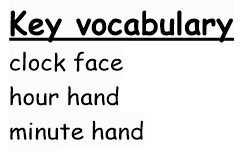 Key vocabulary
clock face
hour hand
minute hand